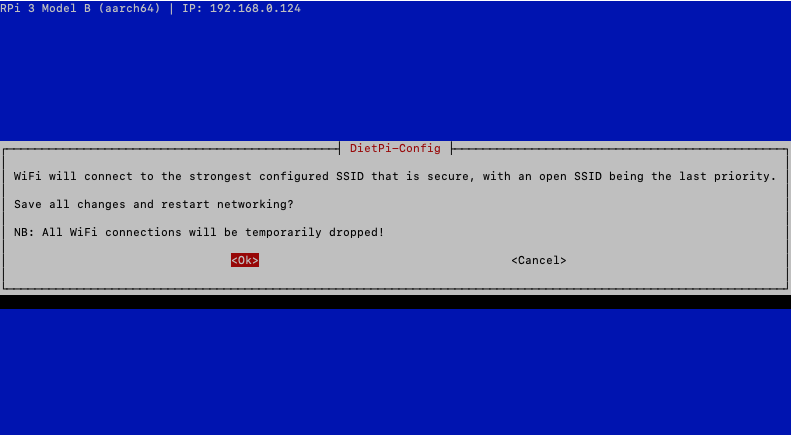 RPi 3 Model B (aarch64) | IP: 192.168.0.124
DietPi-Config
WiFi will connect to the strongest configured SSID that is secure, with an open SSID being the last priority.
Save all changes and restart networking?
NB: All WiFi connections will be temporarily dropped!
<Ok> <Cancel>